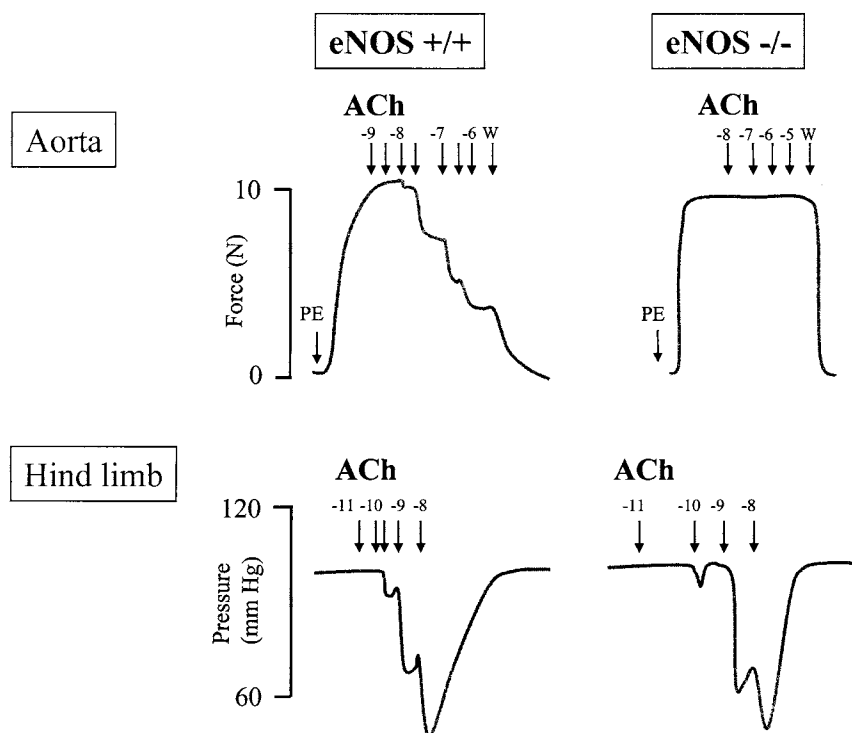 eNOS +/+
eNOS -/-
Aorta
ACh
-9 -8 -7 -6 W
ACh
-8 -7 -6 -5 W
10
Force (N)
PE
0
PE
Hind limb
ACh
-11 -10 -9 -8
ACh
-11 -10 -9 -8
120
Pressure
(mm Hg)
60